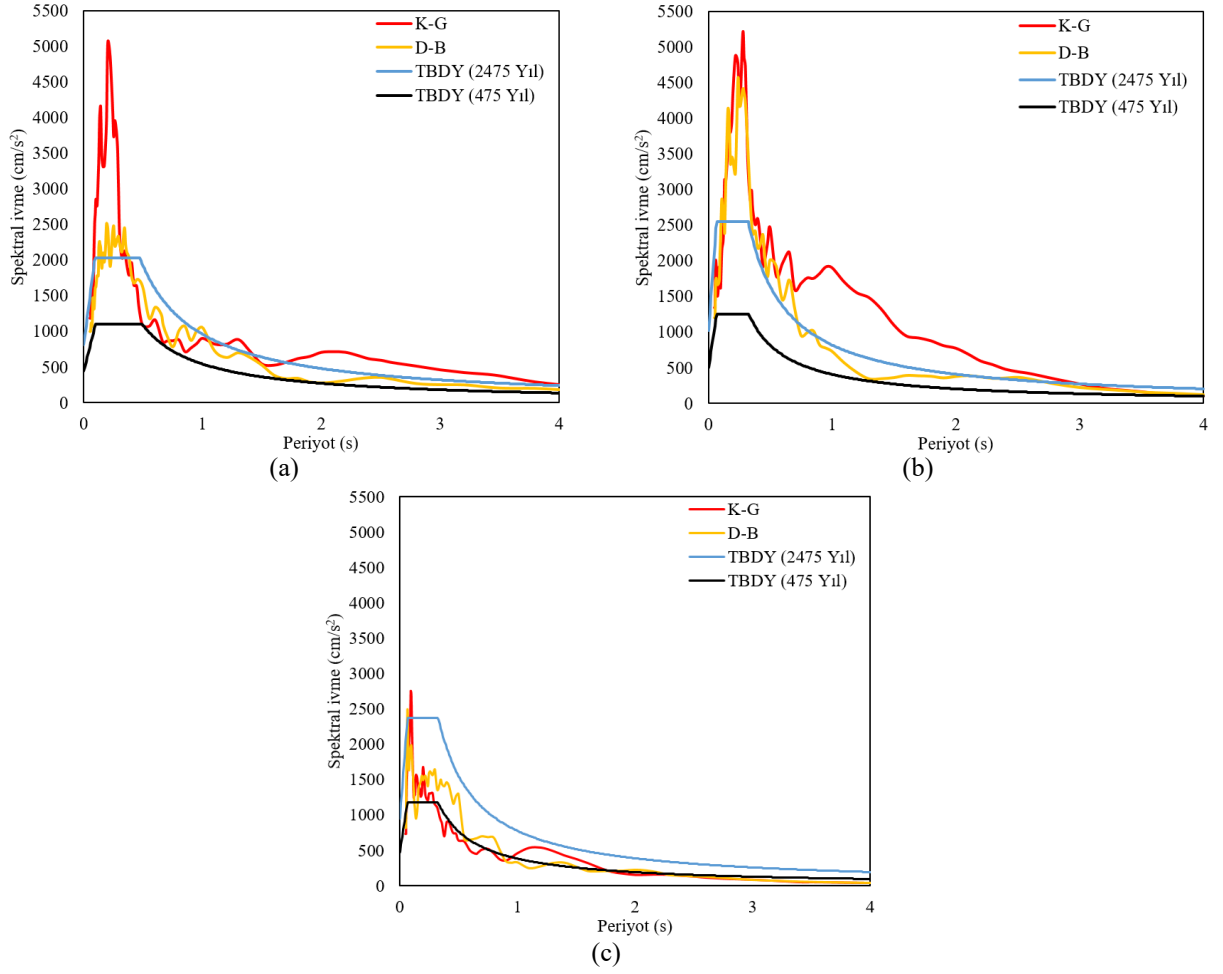 5500
5000
4500
4000
3500
3000
2500
2000
1500
1000
500
0
Spektral ivme (cm/s²)
0
1
2
3
4
Periyot (s)
K-G
D-B
TBDY (2475 Yıl)
TBDY (475 Yıl)
(a)
5500
5000
4500
4000
3500
3000
2500
2000
1500
1000
500
0
Spektral ivme (cm/s²)
0
1
2
3
4
Periyot (s)
K-G
D-B
TBDY (2475 Yıl)
TBDY (475 Yıl)
(b)
5500
5000
4500
4000
3500
3000
2500
2000
1500
1000
500
0
Spektral ivme (cm/s²)
0
1
2
3
4
Periyot (s)
K-G
D-B
TBDY (2475 Yıl)
TBDY (475 Yıl)
(c)